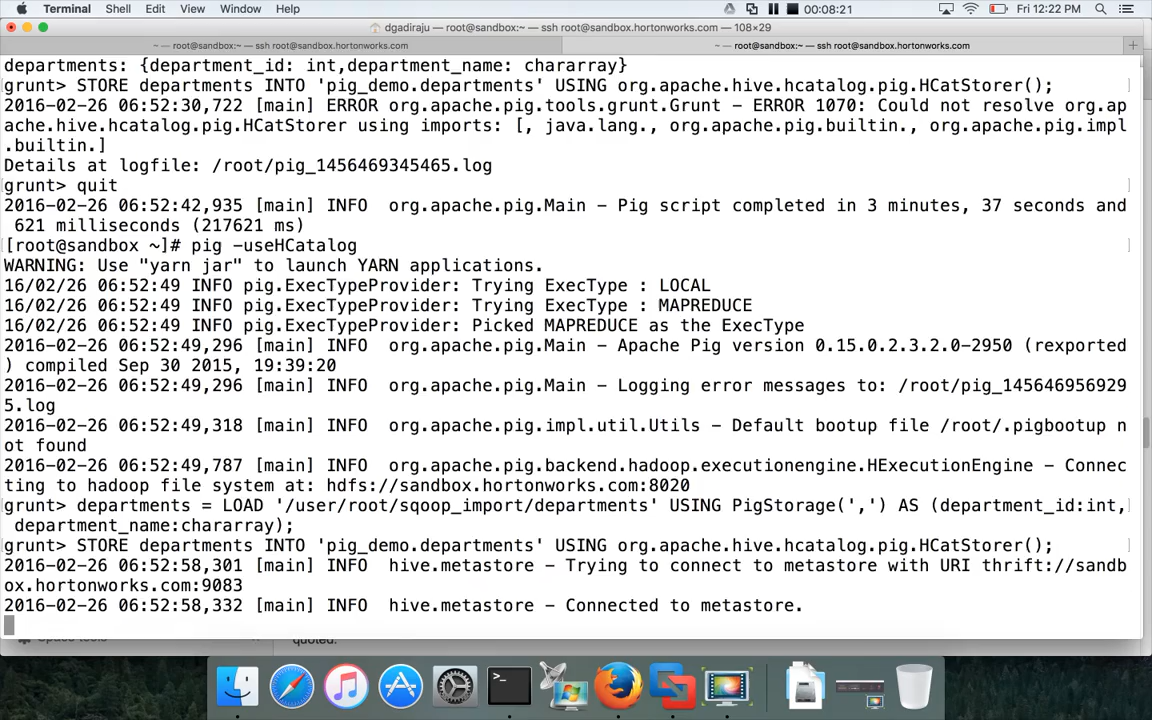 Terminal Shell Edit View Window Help 00:08:21 Fri 12:22 PM
dgadiraju — root@sandbox:~ — ssh root@sandbox.hortonworks.com — 108×29
~ — root@sandbox:~ — ssh root@sandbox.hortonworks.com ~ — root@sandbox:~ — ssh root@sandbox.hortonworks.com +
departments: {department_id: int,department_name: chararray}
grunt> STORE departments INTO 'pig_demo.departments' USING org.apache.hive.hcatalog.pig.HCatStorer();
2016-02-26 06:52:30,722 [main] ERROR org.apache.pig.tools.grunt.Grunt - ERROR 1070: Could not resolve org.ap
ache.hive.hcatalog.pig.HCatStorer using imports: [, java.lang., org.apache.pig.builtin., org.apache.pig.impl
.builtin.]
Details at logfile: /root/pig_1456469345465.log
grunt> quit
2016-02-26 06:52:42,935 [main] INFO  org.apache.pig.Main - Pig script completed in 3 minutes, 37 seconds and
 621 milliseconds (217621 ms)
[root@sandbox ~]# pig -useHCatalog
WARNING: Use "yarn jar" to launch YARN applications.
16/02/26 06:52:49 INFO pig.ExecTypeProvider: Trying ExecType : LOCAL
16/02/26 06:52:49 INFO pig.ExecTypeProvider: Trying ExecType : MAPREDUCE
16/02/26 06:52:49 INFO pig.ExecTypeProvider: Picked MAPREDUCE as the ExecType
2016-02-26 06:52:49,296 [main] INFO  org.apache.pig.Main - Apache Pig version 0.15.0.2.3.2.0-2950 (rexported
) compiled Sep 30 2015, 19:39:20
2016-02-26 06:52:49,296 [main] INFO  org.apache.pig.Main - Logging error messages to: /root/pig_145646956929
5.log
2016-02-26 06:52:49,318 [main] INFO  org.apache.pig.impl.util.Utils - Default bootup file /root/.pigbootup n
ot found
2016-02-26 06:52:49,787 [main] INFO  org.apache.pig.backend.hadoop.executionengine.HExecutionEngine - Connec
ting to hadoop file system at: hdfs://sandbox.hortonworks.com:8020
grunt> departments = LOAD '/user/root/sqoop_import/departments' USING PigStorage(',') AS (department_id:int,
 department_name:chararray);
grunt> STORE departments INTO 'pig_demo.departments' USING org.apache.hive.hcatalog.pig.HCatStorer();
2016-02-26 06:52:58,301 [main] INFO  hive.metastore - Trying to connect to metastore with URI thrift://sandb
ox.hortonworks.com:9083
2016-02-26 06:52:58,332 [main] INFO  hive.metastore - Connected to metastore.